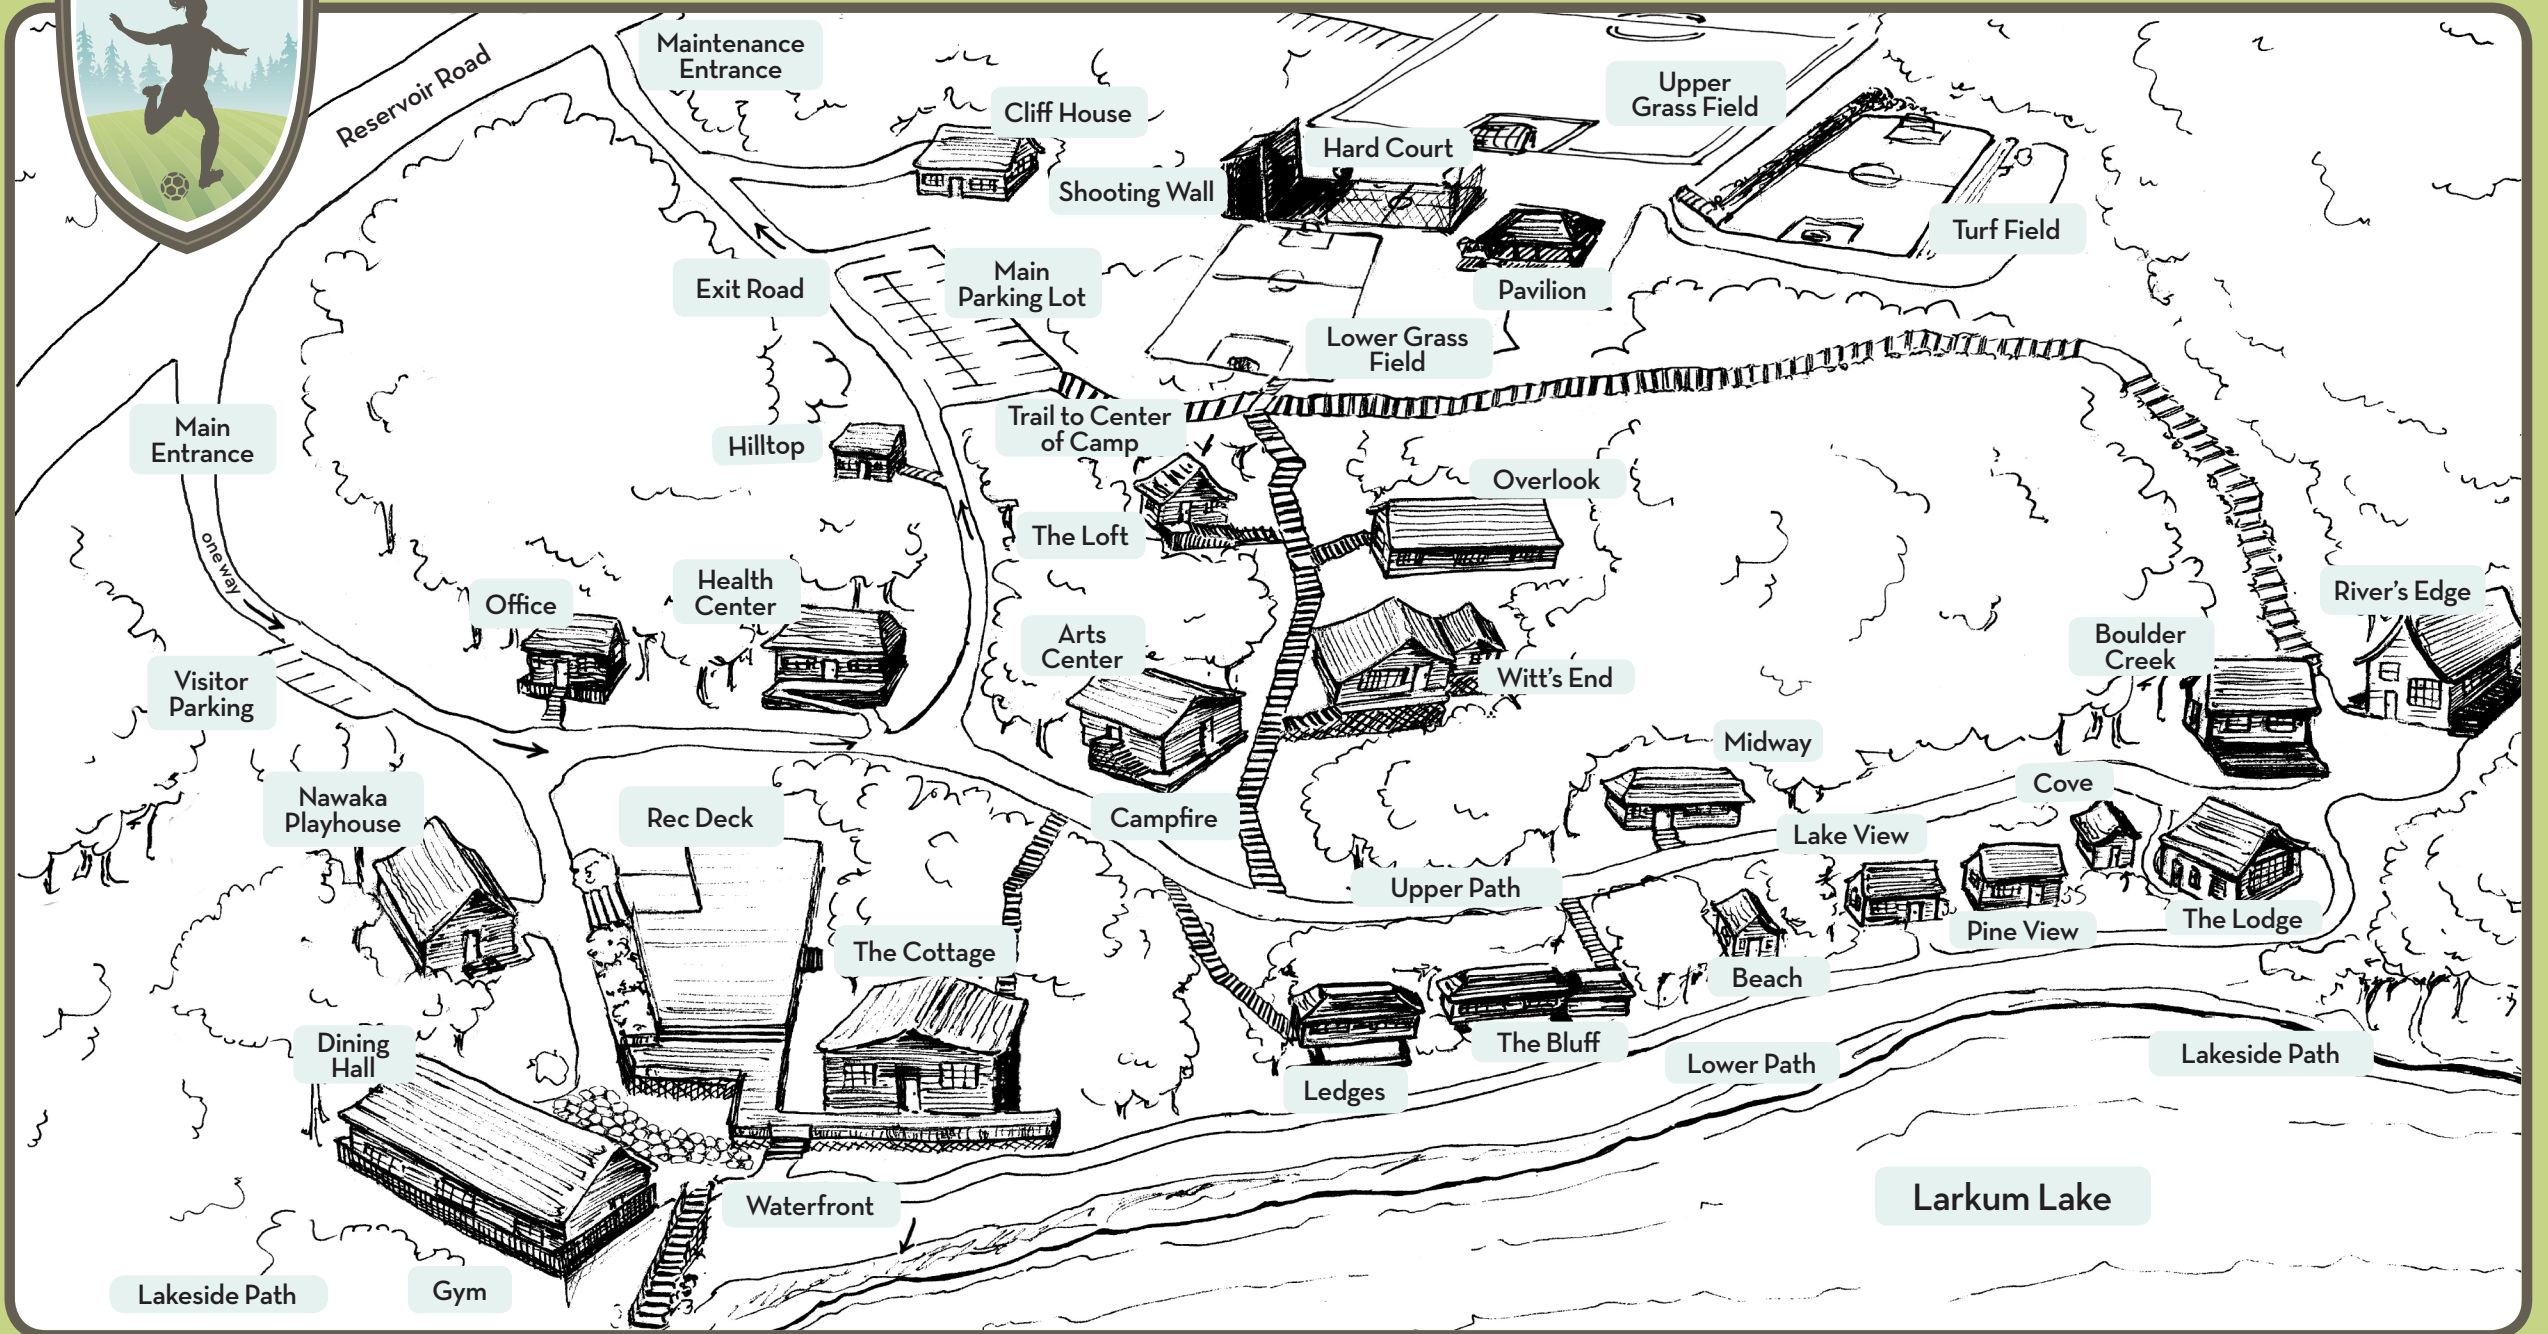 Maintenance
Entrance
Reservoir Road
Cliff House
Upper
Grass Field
Hard Court
Shooting Wall
Turf Field
Exit Road
Main
Parking Lot
Pavilion
Lower Grass
Field
Main
Entrance
Hilltop
Trail to Center
of Camp
Overlook
The Loft
one way
Office
Health
Center
Arts
Center
River's Edge
Boulder
Creek
Witt's End
Visitor
Parking
Midway
Cove
Nawaka
Playhouse
Rec Deck
Campfire
Lake View
Upper Path
The Lodge
Pine View
The Cottage
Beach
Dining
Hall
The Bluff
Lower Path
Lakeside Path
Ledges
Waterfront
Larkum Lake
Lakeside Path
Gym